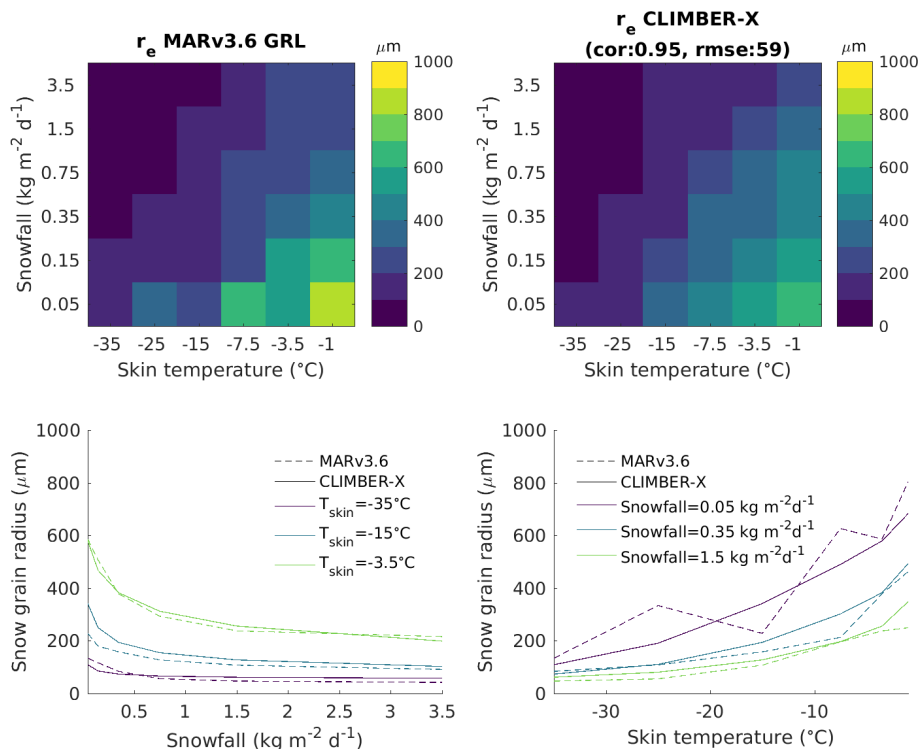 r_e MARv3.6 GRL
μm
1000
800
600
400
200
0
3.5
1.5
0.75
0.35
0.15
0.05
Snowfall (kg m⁻² d⁻¹)
-35 -25 -15 -7.5 -3.5 -1
Skin temperature (°C)
r_e CLIMBER-X
(cor:0.95, rmse:59)
μm
1000
800
600
400
200
0
3.5
1.5
0.75
0.35
0.15
0.05
Snowfall (kg m⁻² d⁻¹)
-35 -25 -15 -7.5 -3.5 -1
Skin temperature (°C)
1000
800
600
400
200
0
Snow grain radius (μm)
MARv3.6
CLIMBER-X
T_skin=-35°C
T_skin=-15°C
T_skin=-3.5°C
0.5 1 1.5 2 2.5 3 3.5
Snowfall (kg m⁻² d⁻¹)
1000
800
600
400
200
0
Snow grain radius (μm)
MARv3.6
CLIMBER-X
Snowfall=0.05 kg m⁻²d⁻¹
Snowfall=0.35 kg m⁻²d⁻¹
Snowfall=1.5 kg m⁻²d⁻¹
-30 -20 -10
Skin temperature (°C)